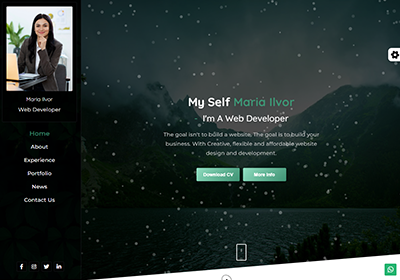 Maria Ilvor
Web Developer
Home
About
Experience
Portfolio
News
Contact Us
My Self Maria Ilvor
I'm A Web Developer
The goal isn't to build a website. The goal is to build your
business. With Creative, flexible and affordable website
design and development.
Download CV
More Info